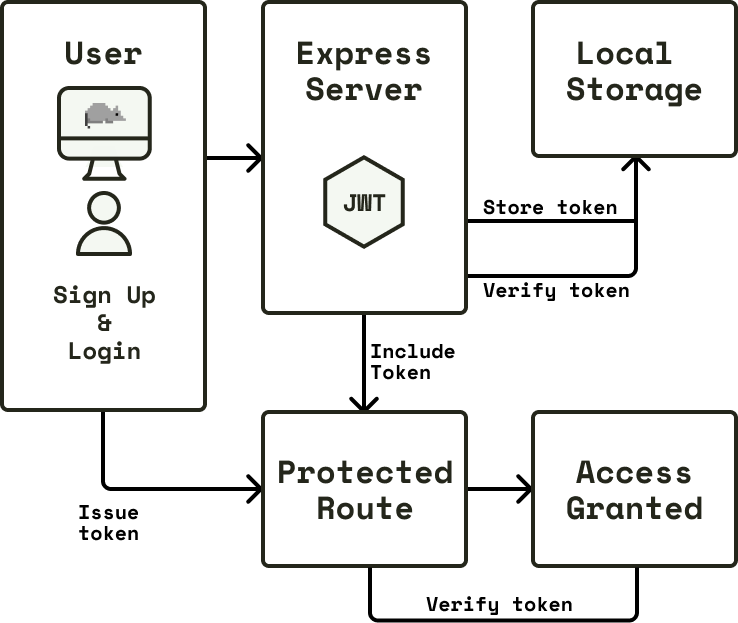 User
Sign Up
&
Login
Express
Server
JWT
Local
Storage
Store token
Verify token
Include
Token
Issue
token
Protected
Route
Access
Granted
Verify token